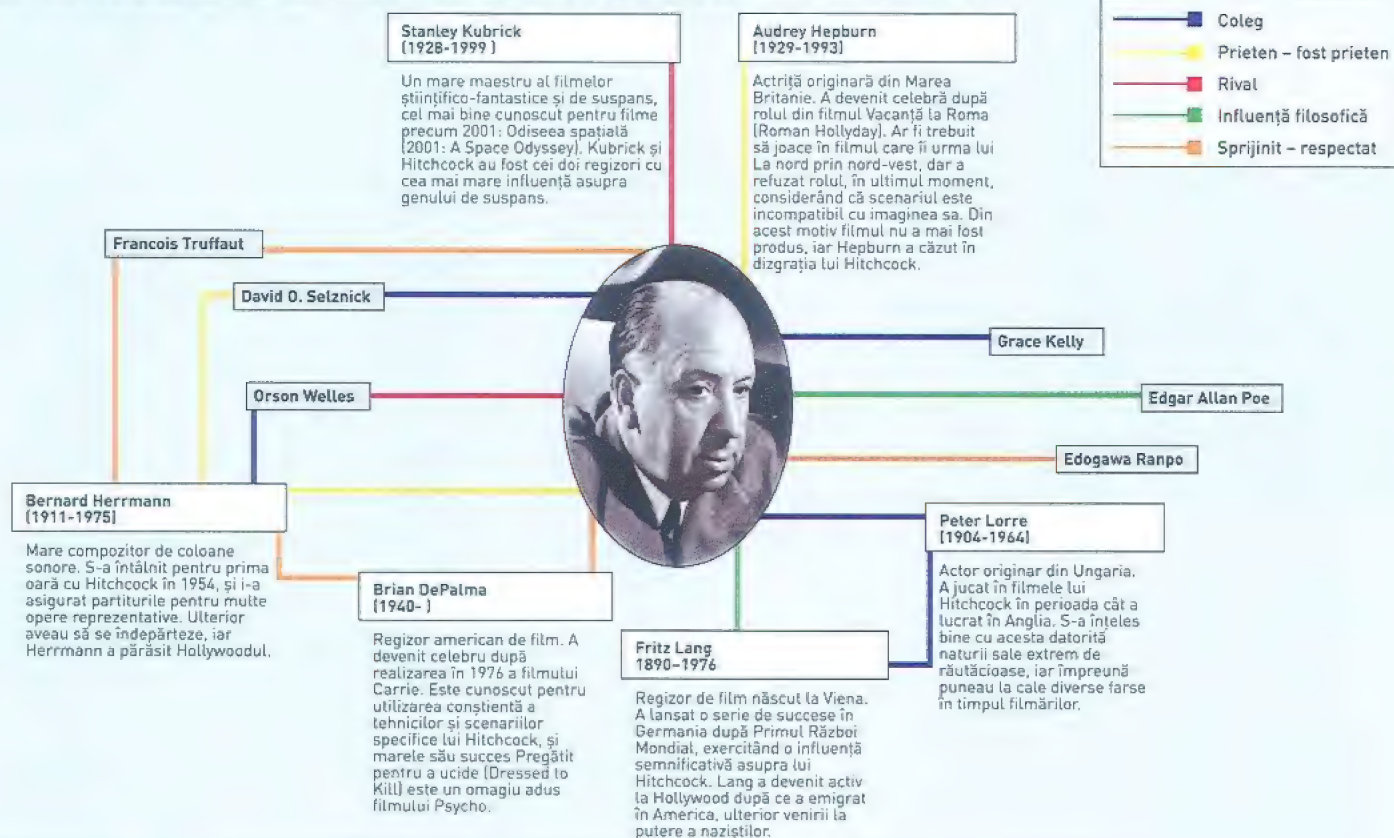 Stanley Kubrick
(1928-1999 )
Un mare maestru al filmelor
științifico-fantastice și de suspans,
cel mai bine cunoscut pentru filme
precum 2001: Odiseea spațială
(2001: A Space Odyssey). Kubrick și
Hitchcock au fost cei doi regizori cu
cea mai mare influență asupra
genului de suspans.
Audrey Hepburn
(1929-1993)
Actriță originară din Marea
Britanie. A devenit celebră după
rolul din filmul Vacanță la Roma
(Roman Hollyday). Ar fi trebuit
să joace în filmul care îi urma lui
La nord prin nord-vest, dar a
refuzat rolul, în ultimul moment,
considerând că scenariul este
incompatibil cu imaginea sa. Din
acest motiv filmul nu a mai fost
produs, iar Hepburn a căzut în
dizgrația lui Hitchcock.
Coleg
Prieten – fost prieten
Rival
Influență filosofică
Sprijinit – respectat
Francois Truffaut
David O. Selznick
Orson Welles
Grace Kelly
Edgar Allan Poe
Edogawa Ranpo
Bernard Herrmann
(1911-1975)
Mare compozitor de coloane
sonore. S-a întâlnit pentru prima
oară cu Hitchcock în 1954, și i-a
asigurat partiturile pentru multe
opere reprezentative. Ulterior
aveau să se îndepărteze, iar
Herrmann a părăsit Hollywoodul.
Brian DePalma
(1940- )
Regizor american de film. A
devenit celebru după
realizarea în 1976 a filmului
Carrie. Este cunoscut pentru
utilizarea conștientă a
tehnicilor și scenariilor
specifice lui Hitchcock, și
marele său succes Pregătit
pentru a ucide (Dressed to
Kill) este un omagiu adus
filmului Psycho.
Fritz Lang
1890-1976
Regizor de film născut la Viena.
A lansat o serie de succese în
Germania după Primul Război
Mondial, exercitând o influență
semnificativă asupra lui
Hitchcock. Lang a devenit activ
la Hollywood după ce a emigrat
în America, ulterior venirii la
putere a naziștilor.
Peter Lorre
(1904-1964)
Actor originar din Ungaria.
A jucat în filmele lui
Hitchcock în perioada cât a
lucrat în Anglia. S-a înțeles
bine cu acesta datorită
naturii sale extrem de
răutăcioase, iar împreună
puneau la cale diverse farse
în timpul filmărilor.